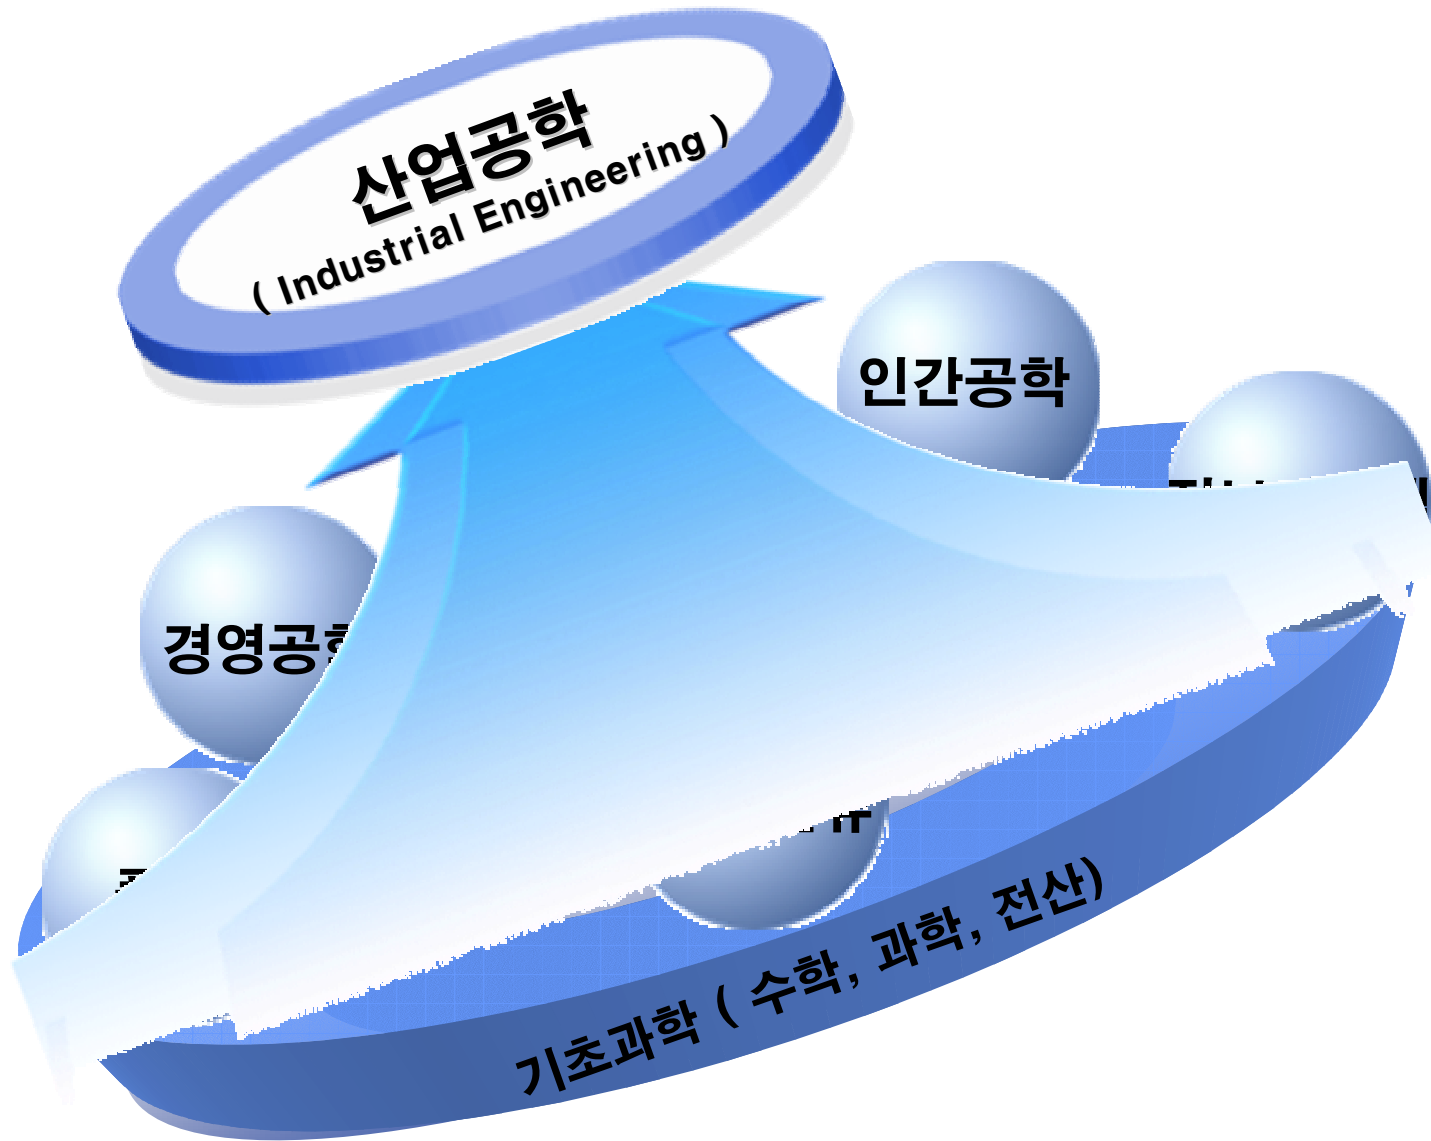 산업공학
( Industrial Engineering )
인간공학
경영공학
기초과학 ( 수학, 과학, 전산)